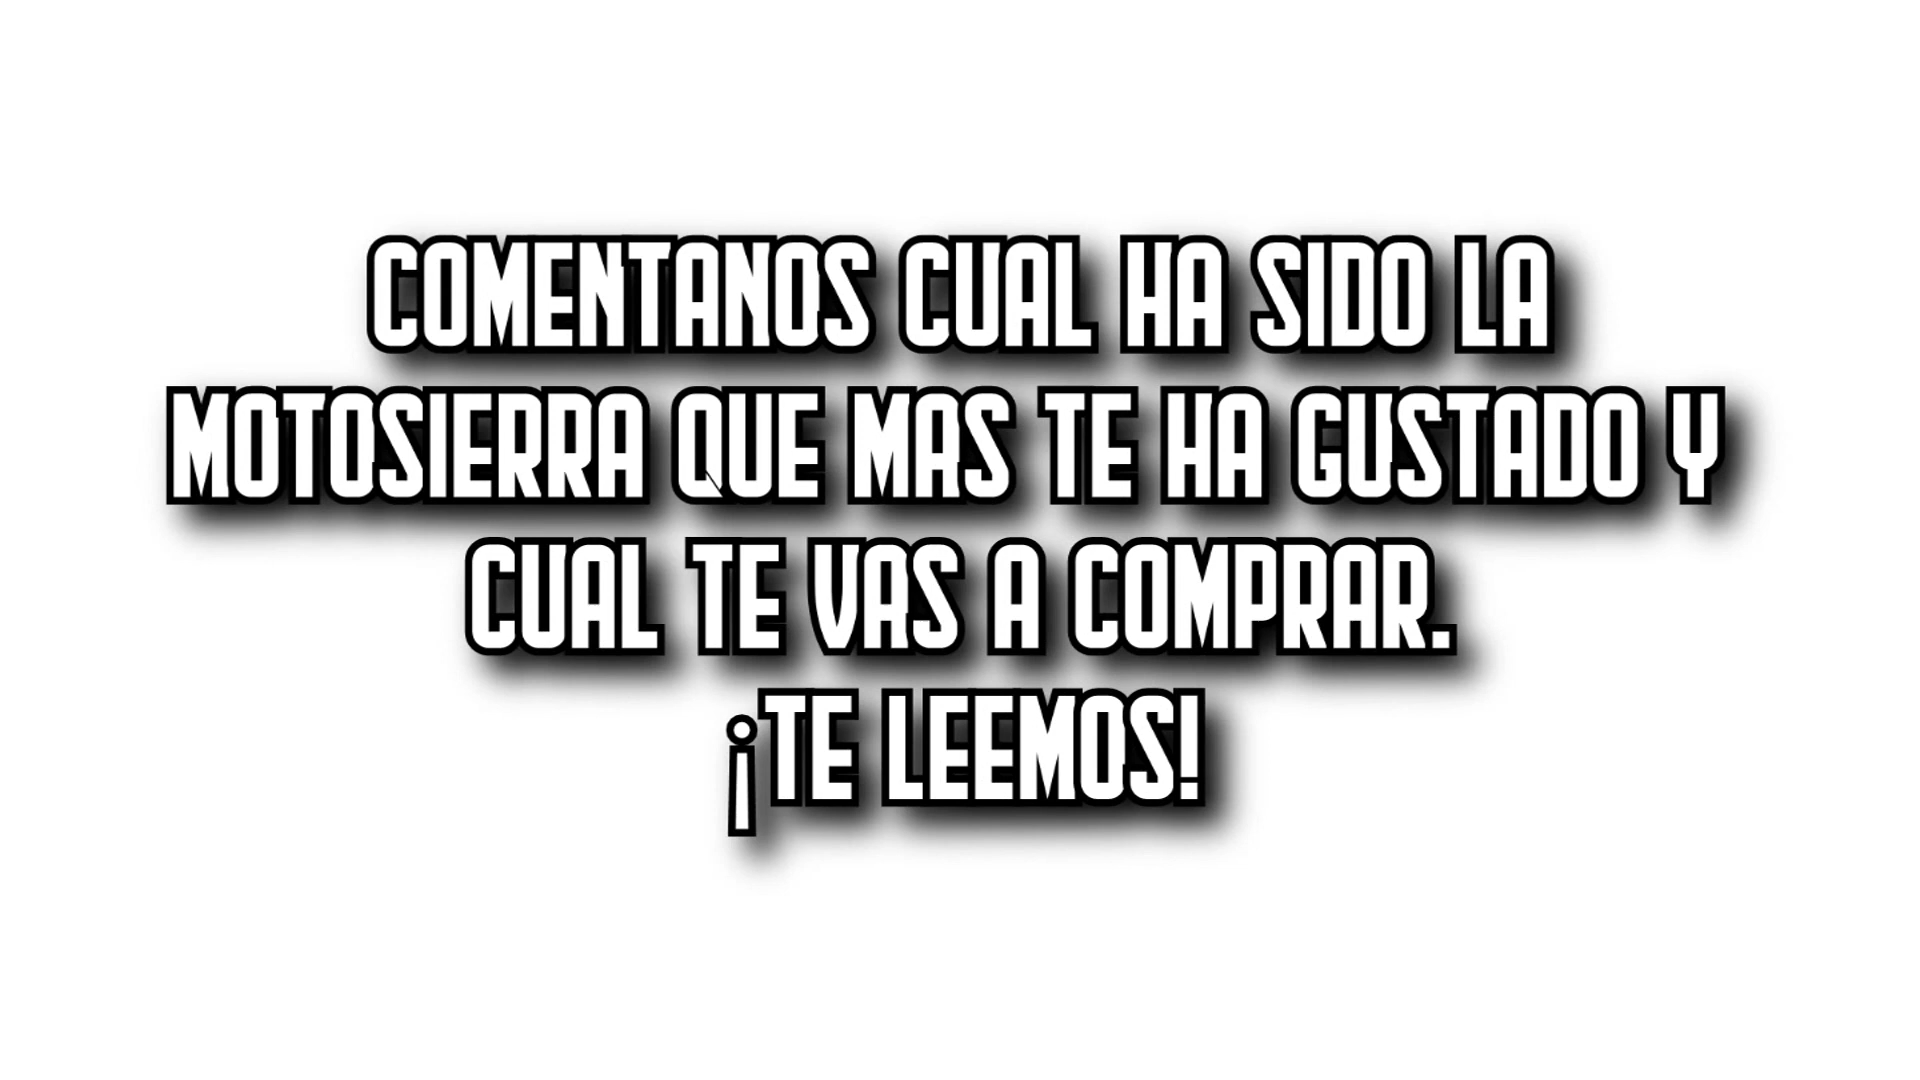 COMENTANOS CUAL HA SIDO LA
MOTOSIERRA QUE MAS TE HA GUSTADO Y
CUAL TE VAS A COMPRAR.
¡TE LEEMOS!